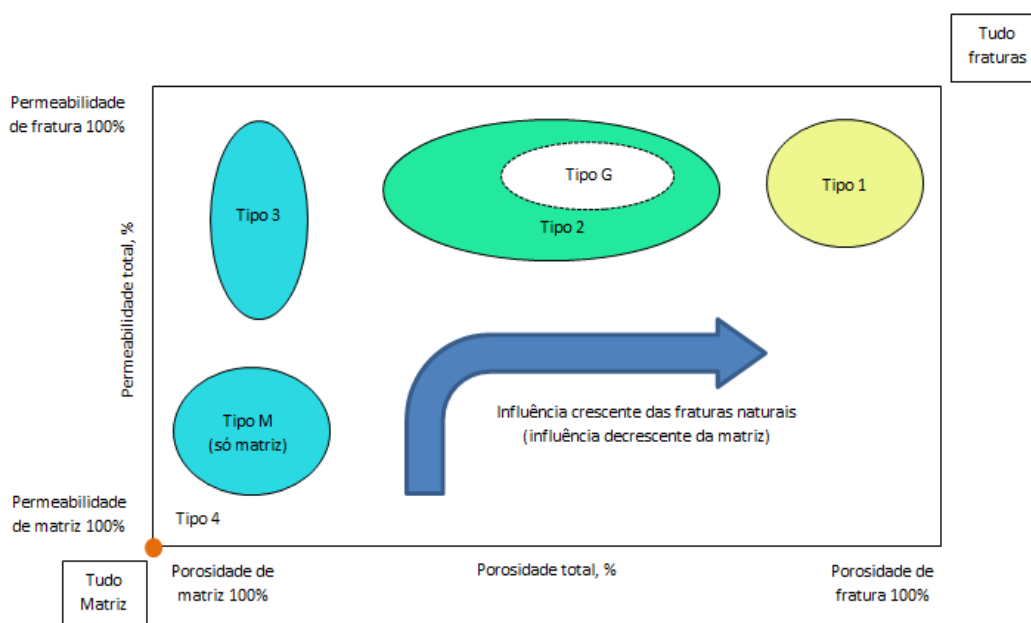 Tudo
fraturas
Permeabilidade
de fratura 100%
Tipo 3
Tipo G
Tipo 2
Tipo 1
Permeabilidade total, %
Tipo M
(só matriz)
Influência crescente das fraturas naturais
(influência decrescente da matriz)
Permeabilidade
de matriz 100%
Tipo 4
Tudo
Matriz
Porosidade de
matriz 100%
Porosidade total, %
Porosidade de
fratura 100%